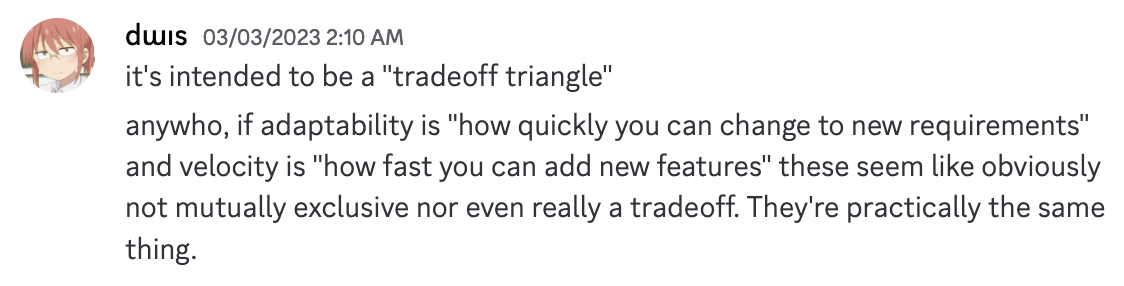 dɯıs 03/03/2023 2:10 AM
it's intended to be a "tradeoff triangle"
anywho, if adaptability is "how quickly you can change to new requirements"
and velocity is "how fast you can add new features" these seem like obviously
not mutually exclusive nor even really a tradeoff. They're practically the same
thing.